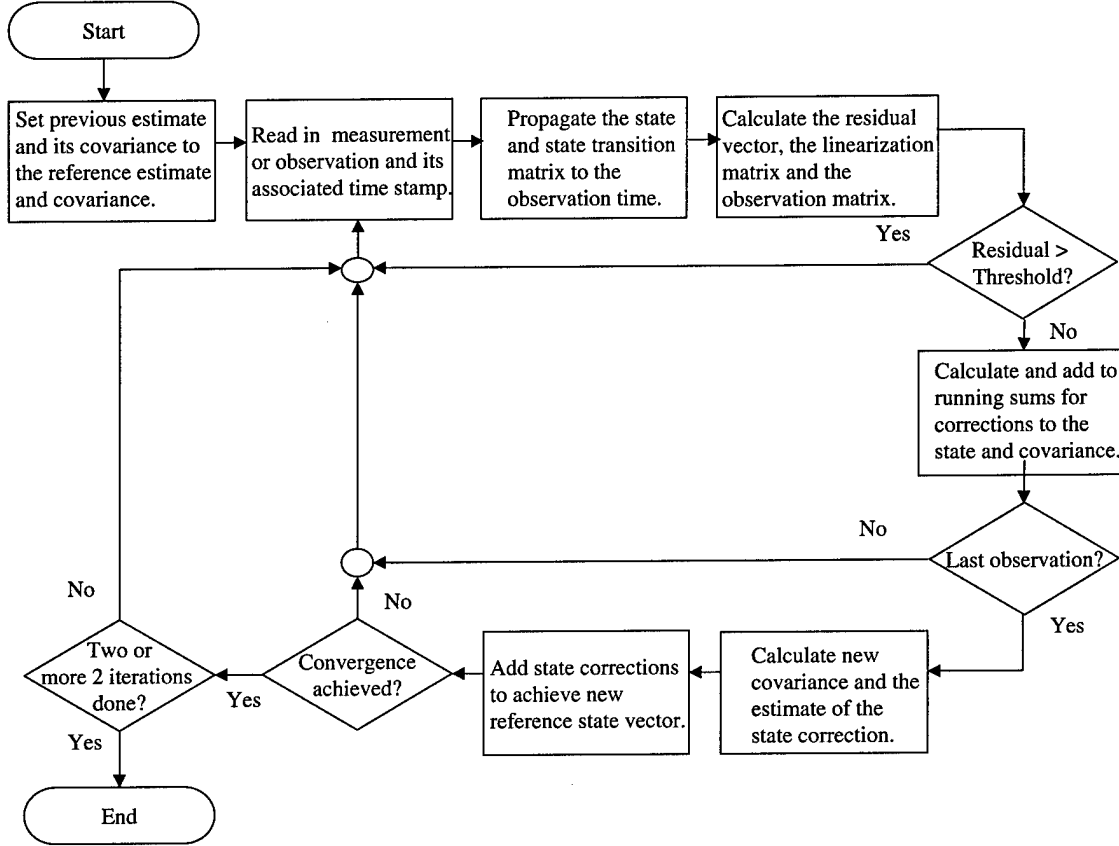 Start
Set previous estimate
and its covariance to
the reference estimate
and covariance.
Read in measurement
or observation and its
associated time stamp.
Propagate the state
and state transition
matrix to the
observation time.
Calculate the residual
vector, the linearization
matrix and the
observation matrix.
Yes
Residual >
Threshold?
No
Calculate and add to
running sums for
corrections to the
state and covariance.
No
Last observation?
Yes
Calculate new
covariance and the
estimate of the
state correction.
Add state corrections
to achieve new
reference state vector.
No
Convergence
achieved?
Yes
No
Two or
more 2 iterations
done?
Yes
End